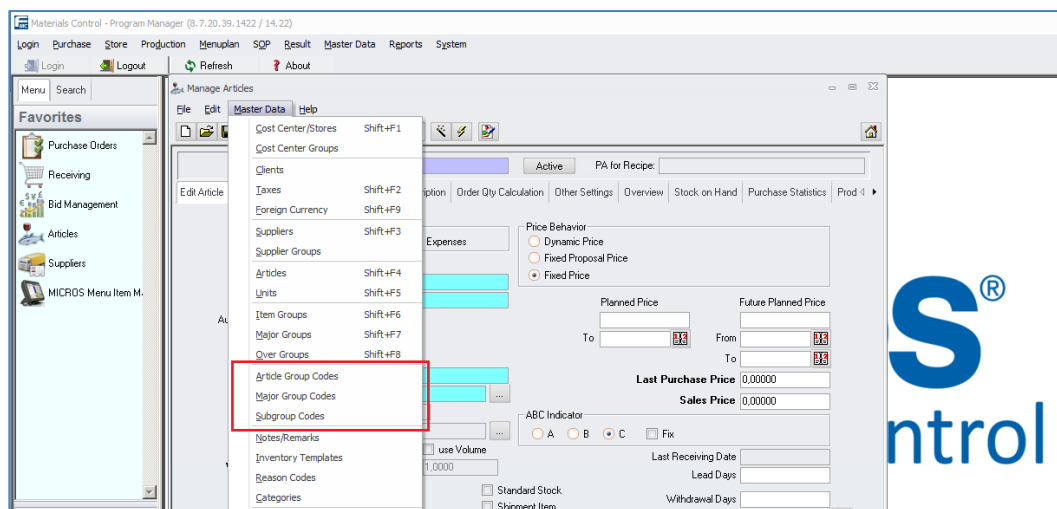 Materials Control - Program Manager (8.7.20.39.1422 / 14.22)
Login Purchase Store Production Menuplan SOP Result Master Data Reports System
Login Logout Refresh About
Menu Search
Favorites
Purchase Orders
Receiving
Bid Management
Articles
Suppliers
MICROS Menu Item M
Manage Articles
File Edit Master Data Help
Cost Center/Stores Shift+F1
Cost Center Groups
Clients
Taxes Shift+F2
Foreign Currency Shift+F9
Suppliers Shift+F3
Supplier Groups
Articles Shift+F4
Units Shift+F5
Item Groups Shift+F6
Major Groups Shift+F7
Over Groups Shift+F8
Article Group Codes
Major Group Codes
Subgroup Codes
Notes/Remarks
Inventory Templates
Reason Codes
Categories
Active PA for Recipe:
Edit Article ption Order Qty Calculation Other Settings Overview Stock on Hand Purchase Statistics Prod
Expenses
Price Behavior
Dynamic Price
Fixed Proposal Price
Fixed Price
Planned Price Future Planned Price
Au
To From
To
Last Purchase Price 0,00000
Sales Price 0,00000
...
ABC Indicator
A B C Fix
...
use Volume
1,0000
Last Receiving Date
Lead Days
Standard Stock
Withdrawal Days
Shipment Item
S®
ntrol